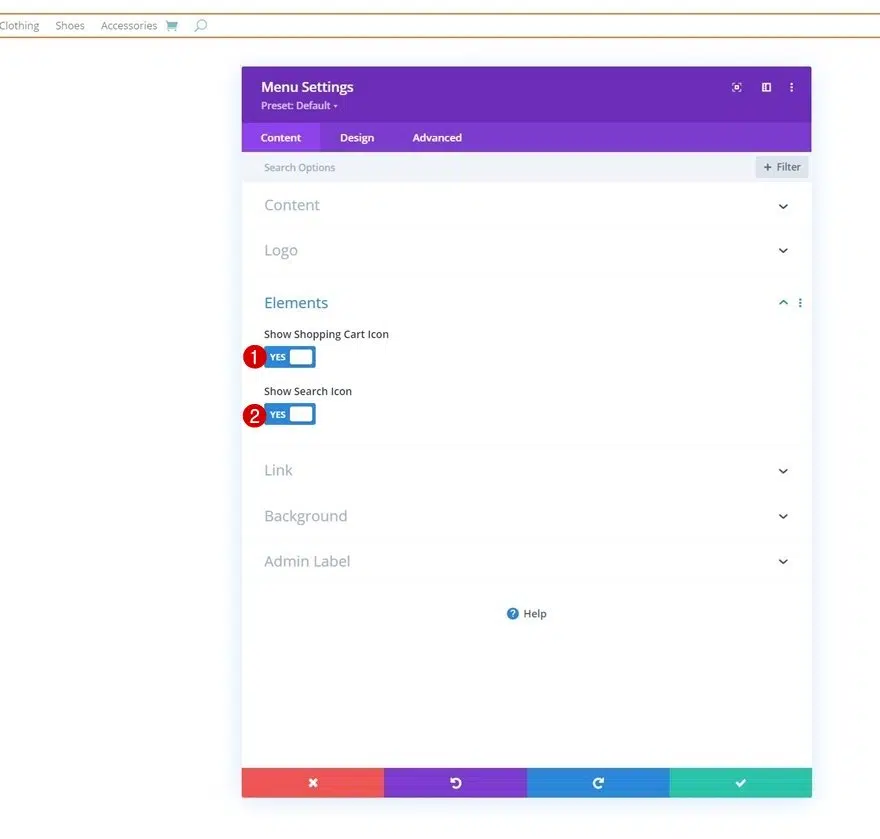 Clothing Shoes Accessories
Menu Settings
Preset: Default
Content Design Advanced
Search Options + Filter
Content
Logo
Elements
Show Shopping Cart Icon
1 YES
Show Search Icon
2 YES
Link
Background
Admin Label
? Help